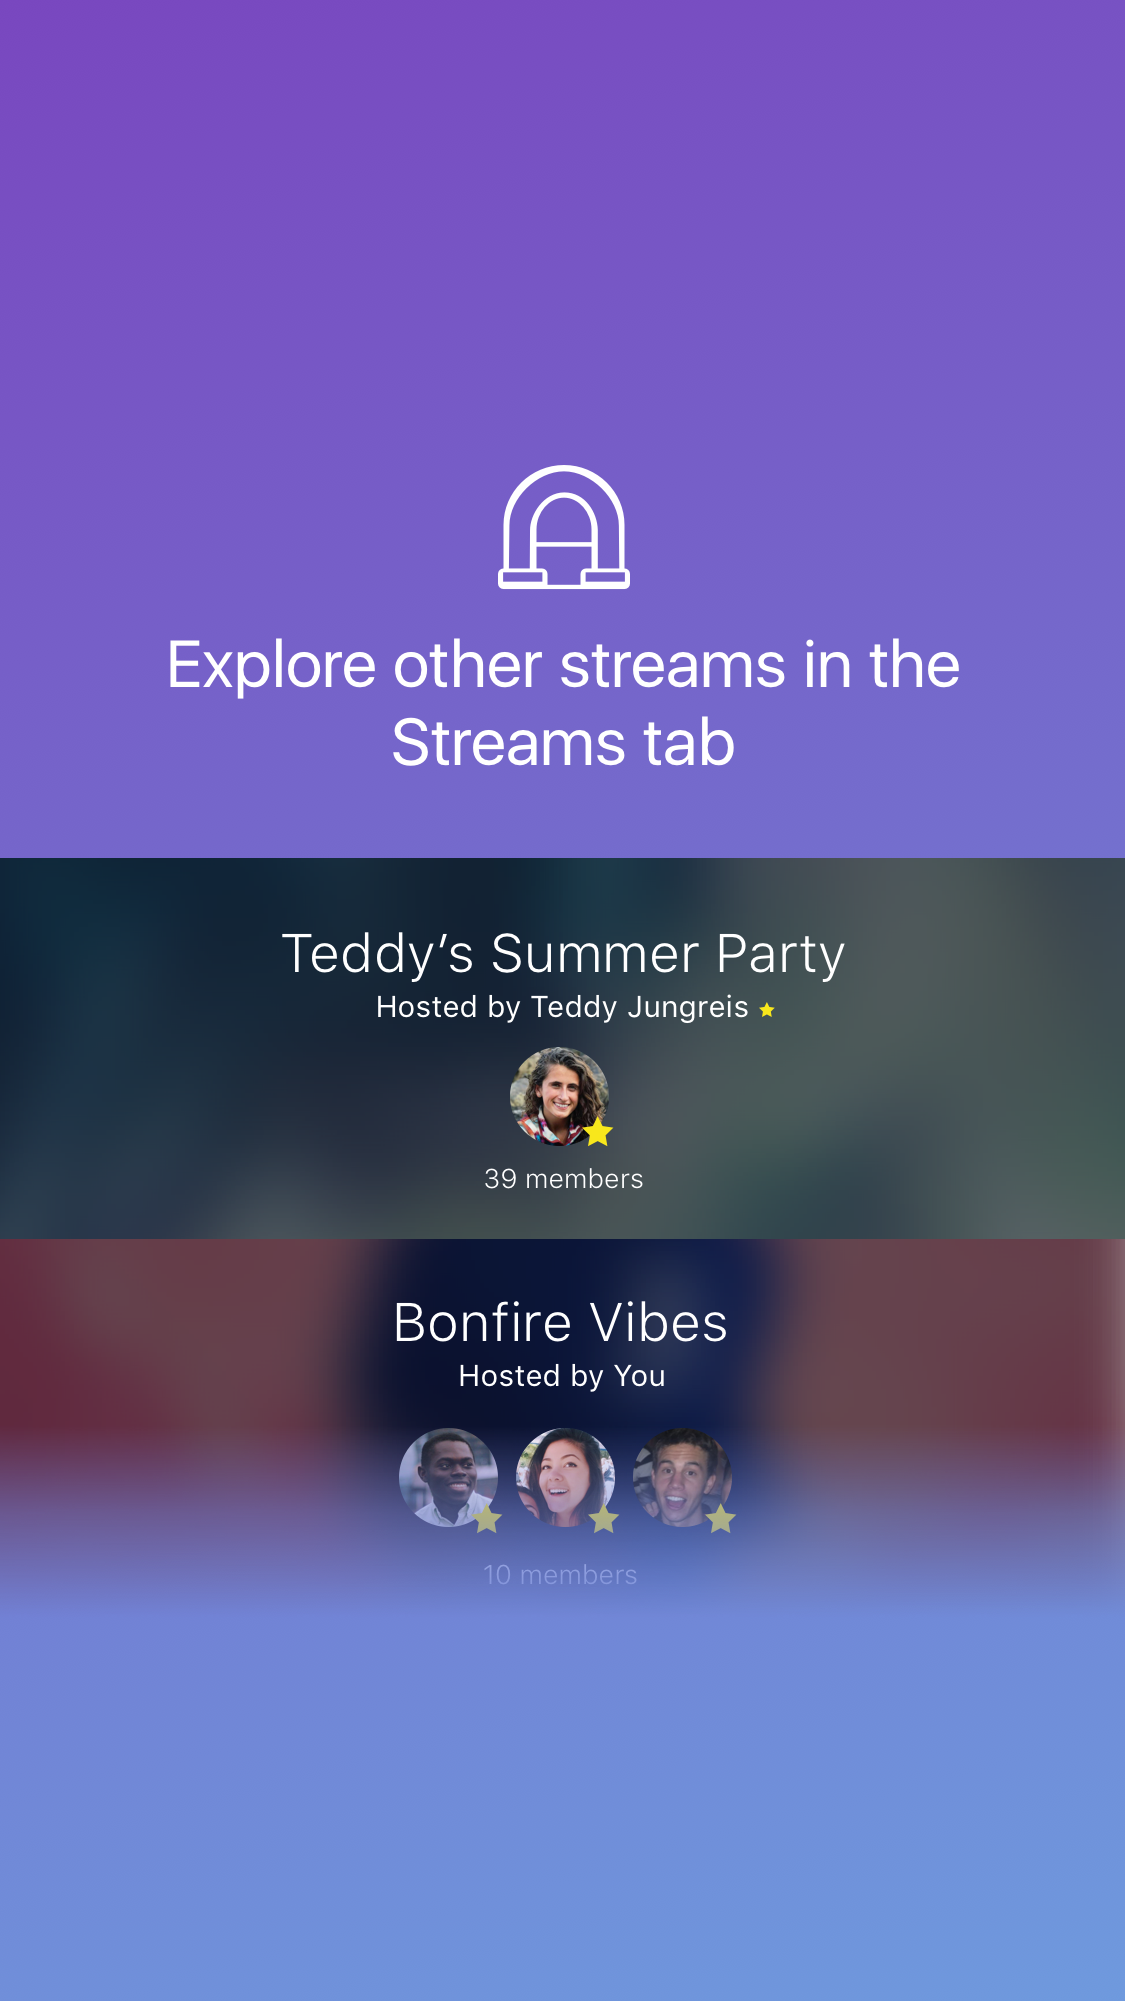 Explore other streams in the
Streams tab
Teddy’s Summer Party
Hosted by Teddy Jungreis
39 members
Bonfire Vibes
Hosted by You
10 members